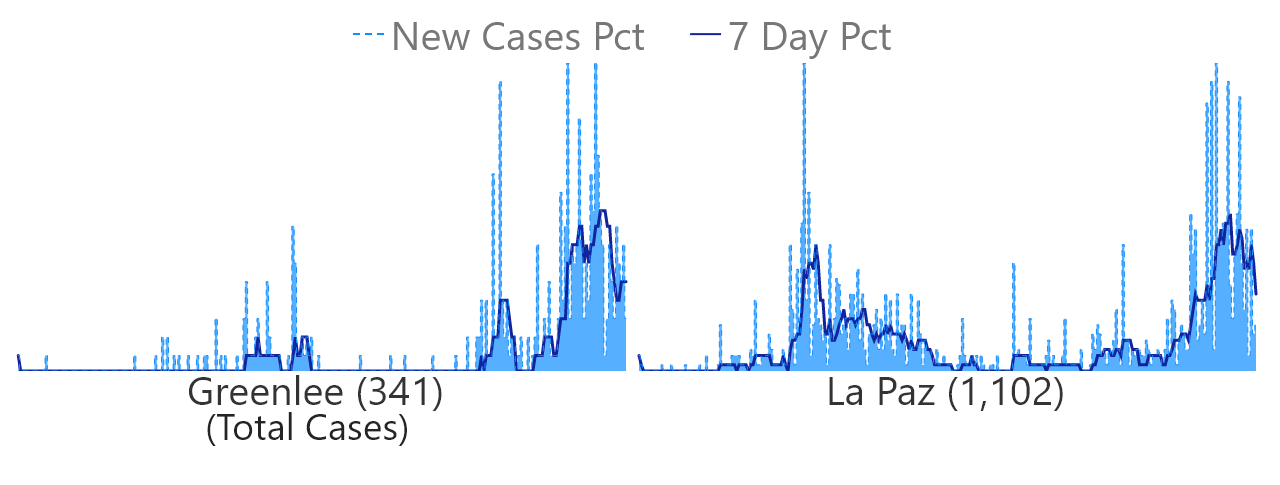 New Cases Pct 7 Day Pct
Greenlee (341)
(Total Cases)
La Paz (1,102)